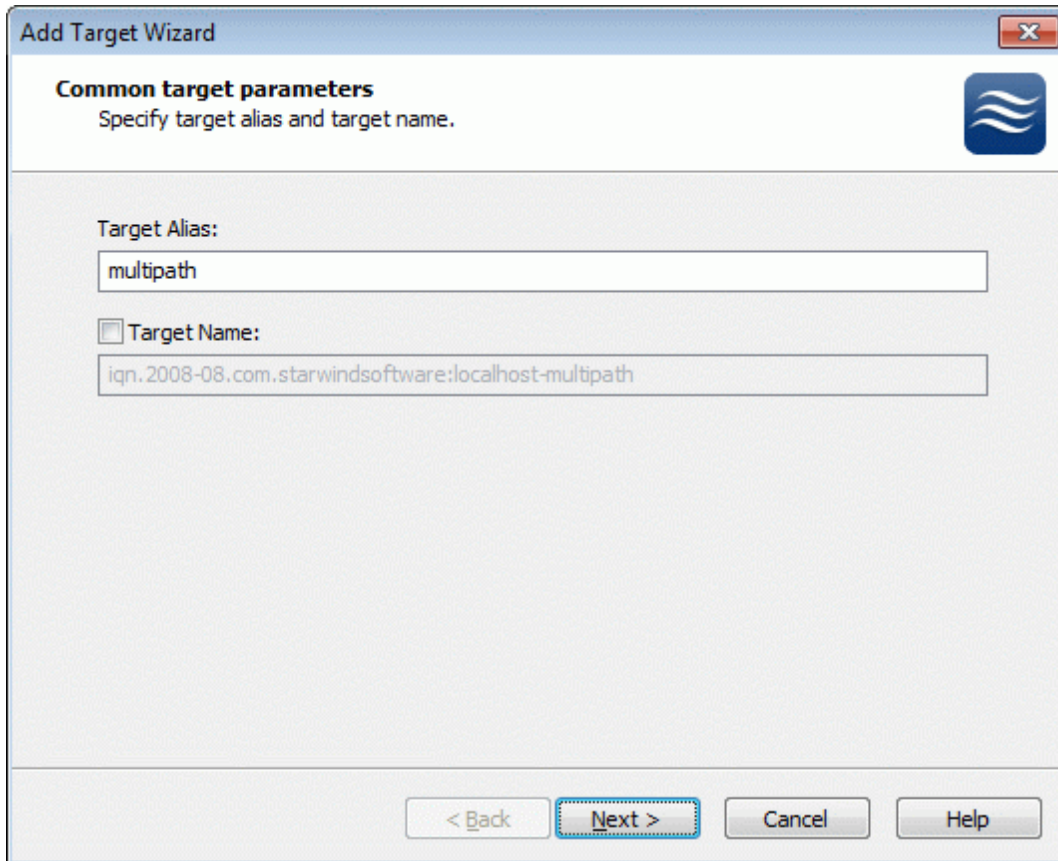 Add Target Wizard
Common target parameters
Specify target alias and target name.
Target Alias:
multipath
Target Name:
iqn.2008-08.com.starwindsoftware:localhost-multipath
< Back Next > Cancel Help